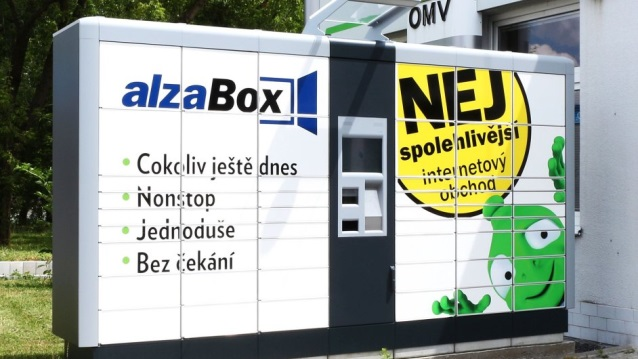 OMV
alzaBox
• Cokoliv ještě dnes
• Nonstop
• Jednoduše
• Bez čekání
NEJ
spolehlivější
internetový
obchod